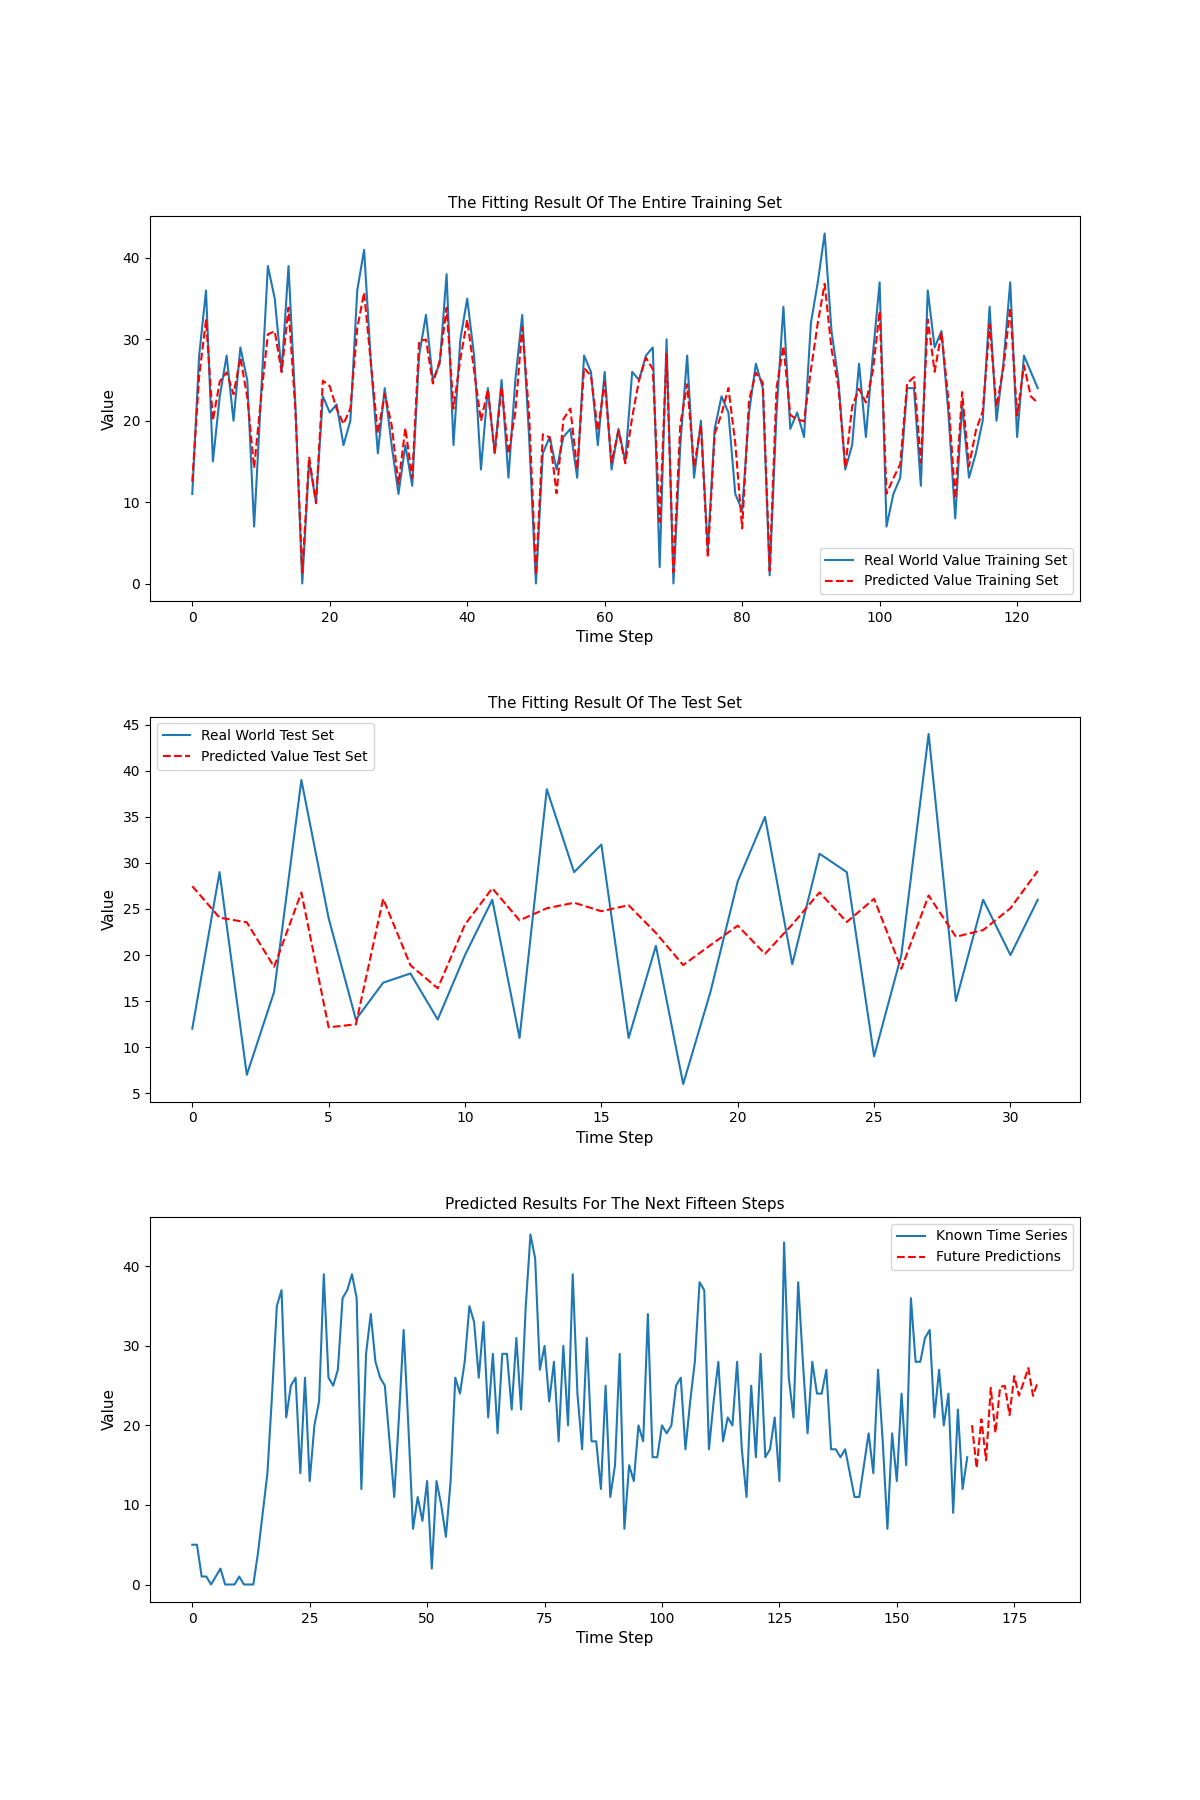 The Fitting Result Of The Entire Training Set
40
30
20
10
0
Value
Real World Value Training Set
Predicted Value Training Set
0 20 40 60 80 100 120
Time Step
The Fitting Result Of The Test Set
45
40
35
30
25
20
15
10
5
Value
Real World Test Set
Predicted Value Test Set
0 5 10 15 20 25 30
Time Step
Predicted Results For The Next Fifteen Steps
40
30
20
10
0
Value
Known Time Series
Future Predictions
0 25 50 75 100 125 150 175
Time Step